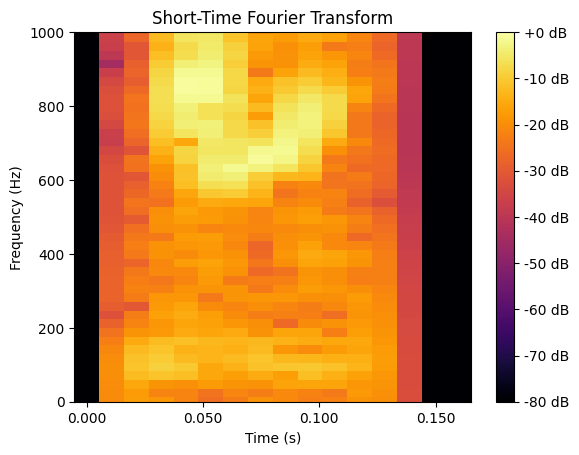 Short-Time Fourier Transform
1000
800
600
400
200
0
Frequency (Hz)
0.000
0.050
0.100
0.150
Time (s)
+0 dB
-10 dB
-20 dB
-30 dB
-40 dB
-50 dB
-60 dB
-70 dB
-80 dB